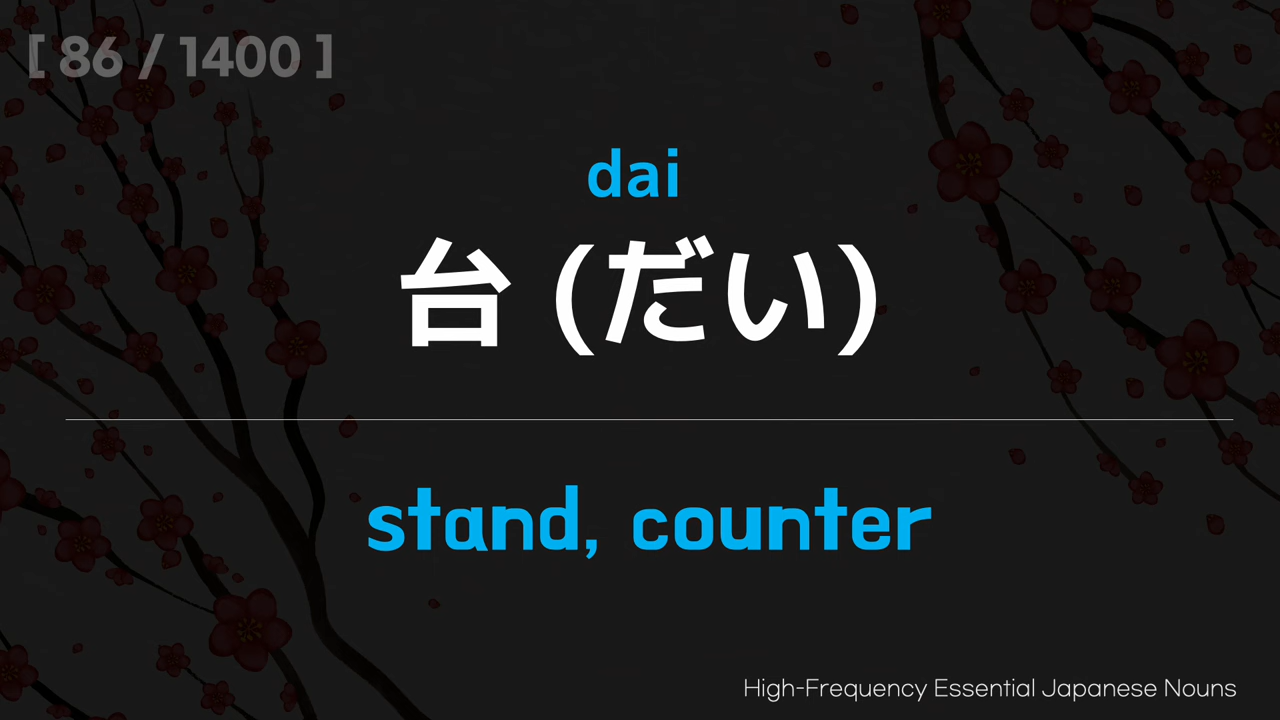 [ 86 / 1400 ]
dai
台 (だい)
stand, counter
High-Frequency Essential Japanese Nouns